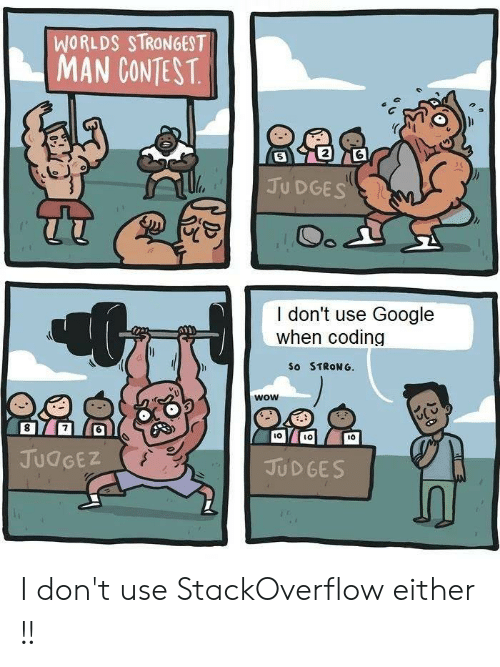 WORLDS STRONGEST
MAN CONTEST.
5 2 6
JUDGES
8 7 6
JUDGEZ
I don't use Google
when coding
SO STRONG.
WOW
10 10 10
JUDGES
I don't use StackOverflow either
!!